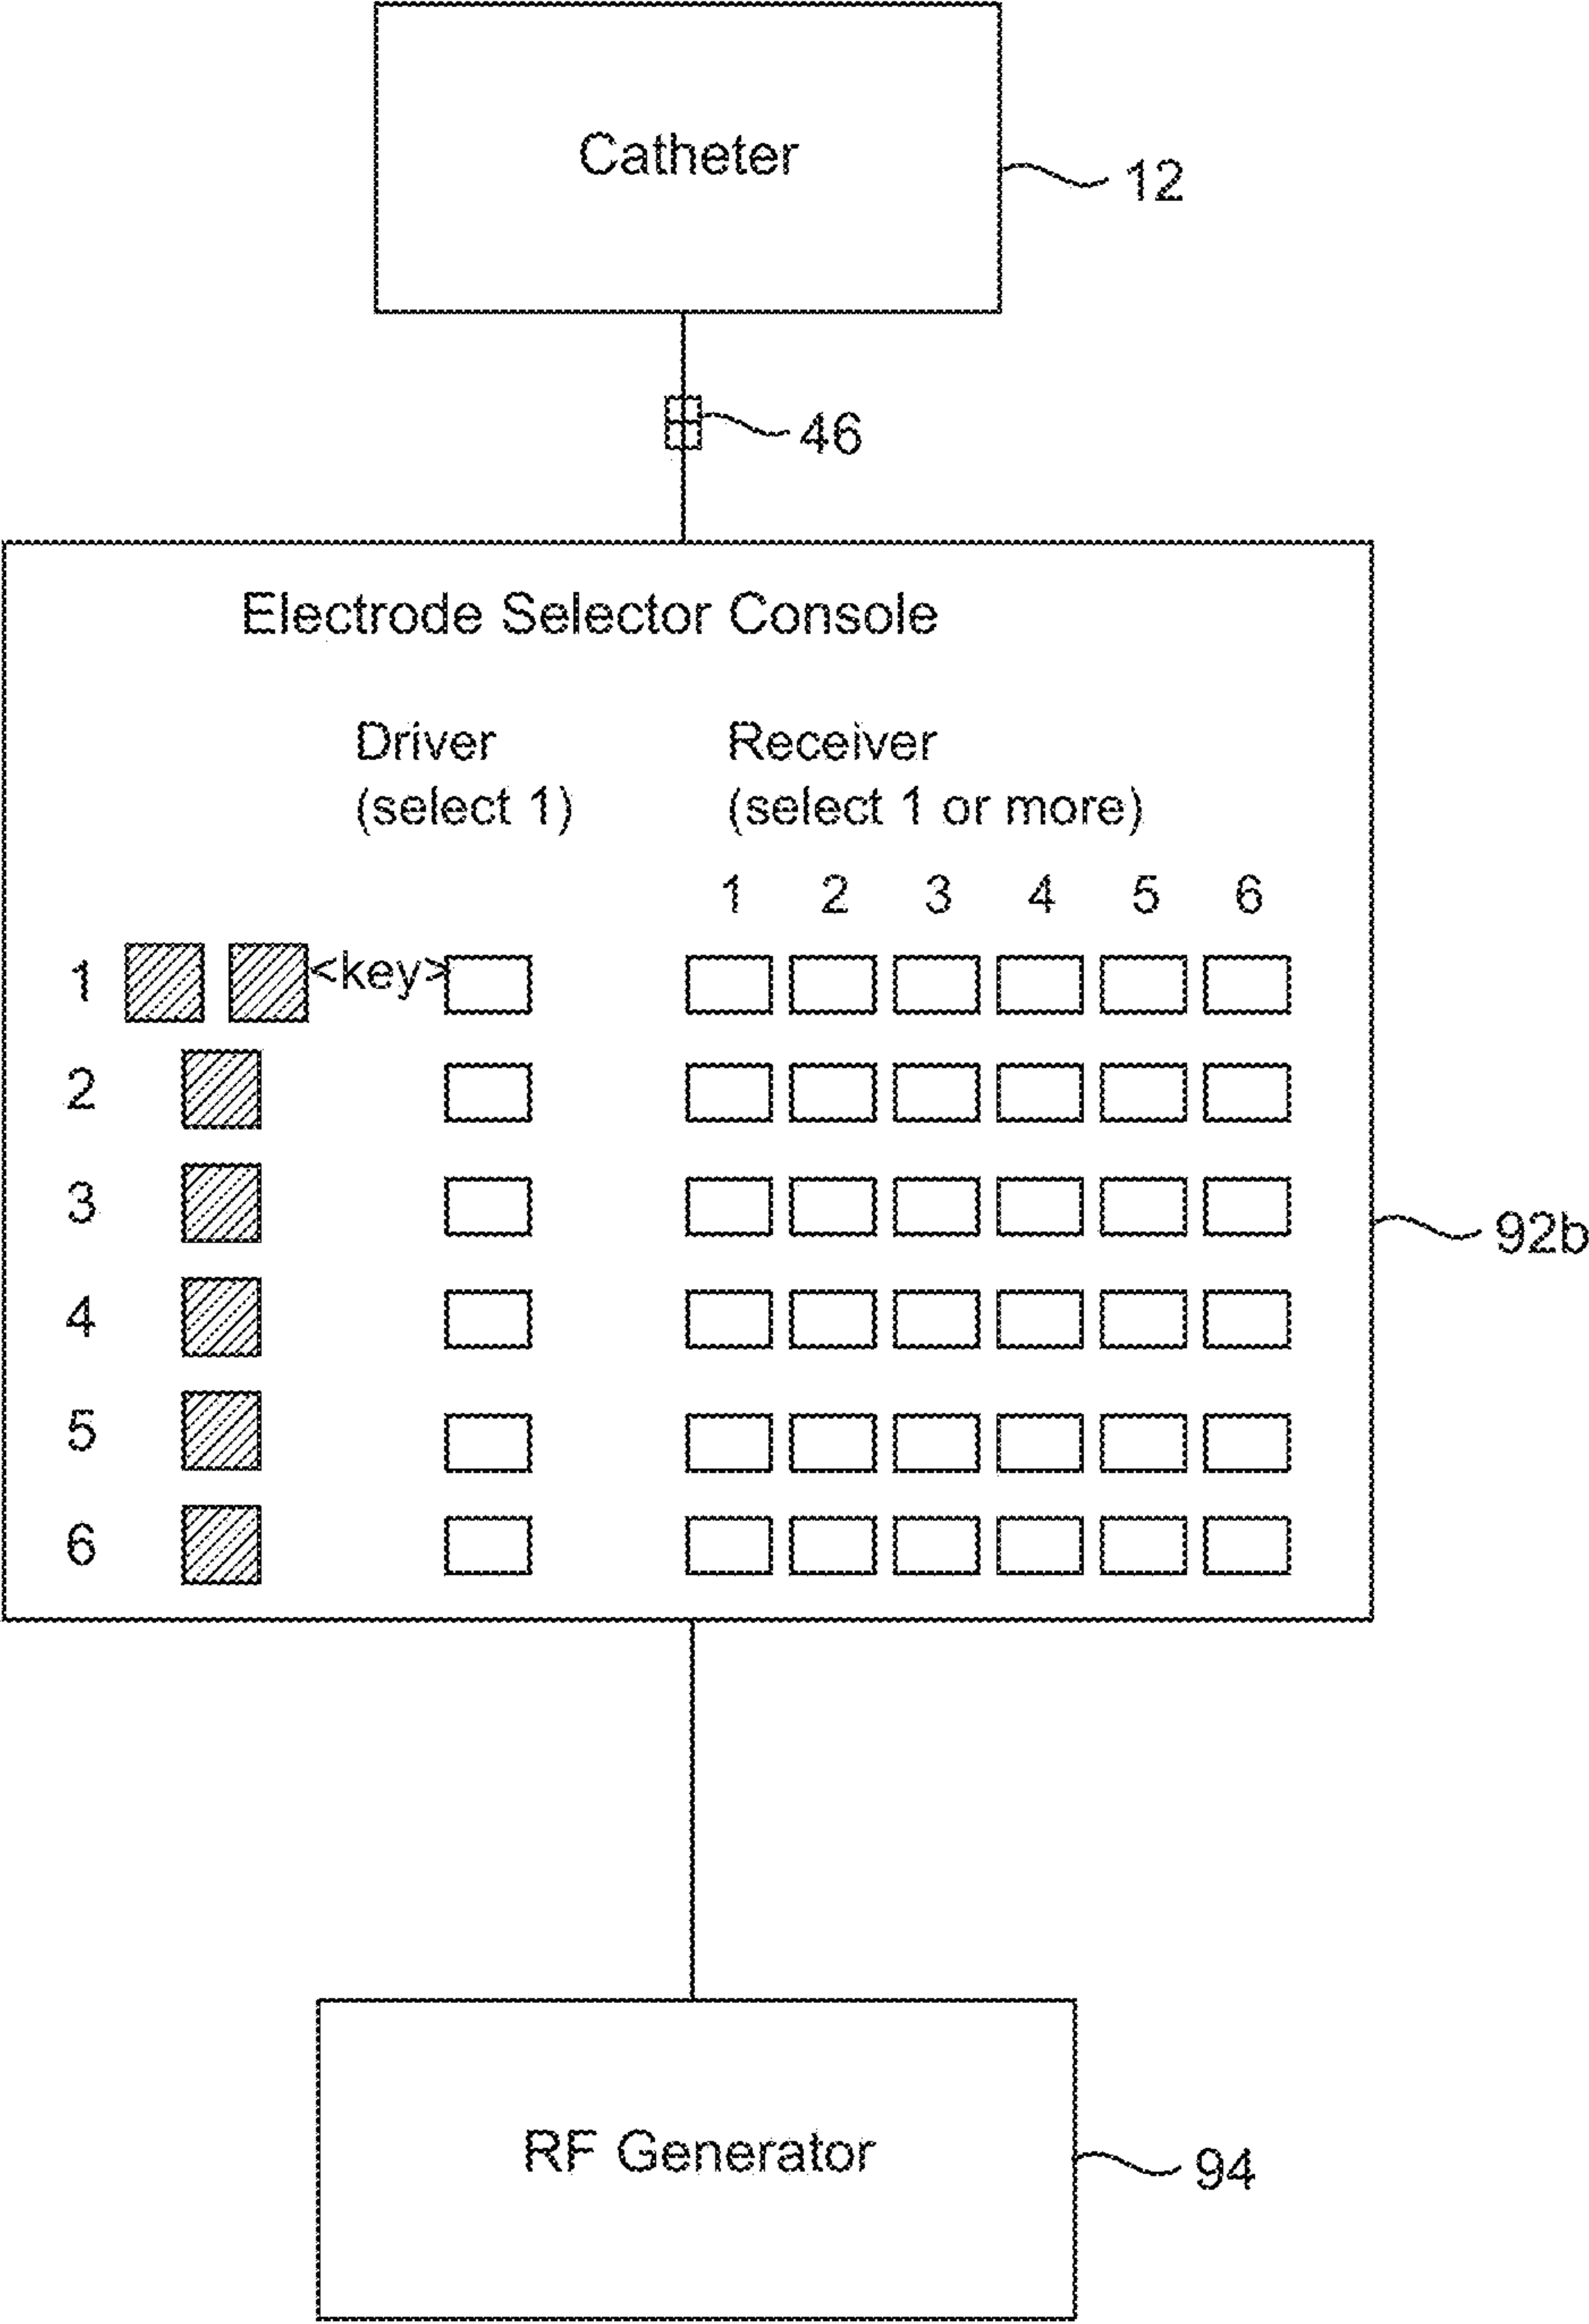 Catheter
12
46
Electrode Selector Console
Driver Receiver
(select 1) (select 1 or more)
1 2 3 4 5 6
1 <key>
2
3
92b
4
5
6
RF Generator
94